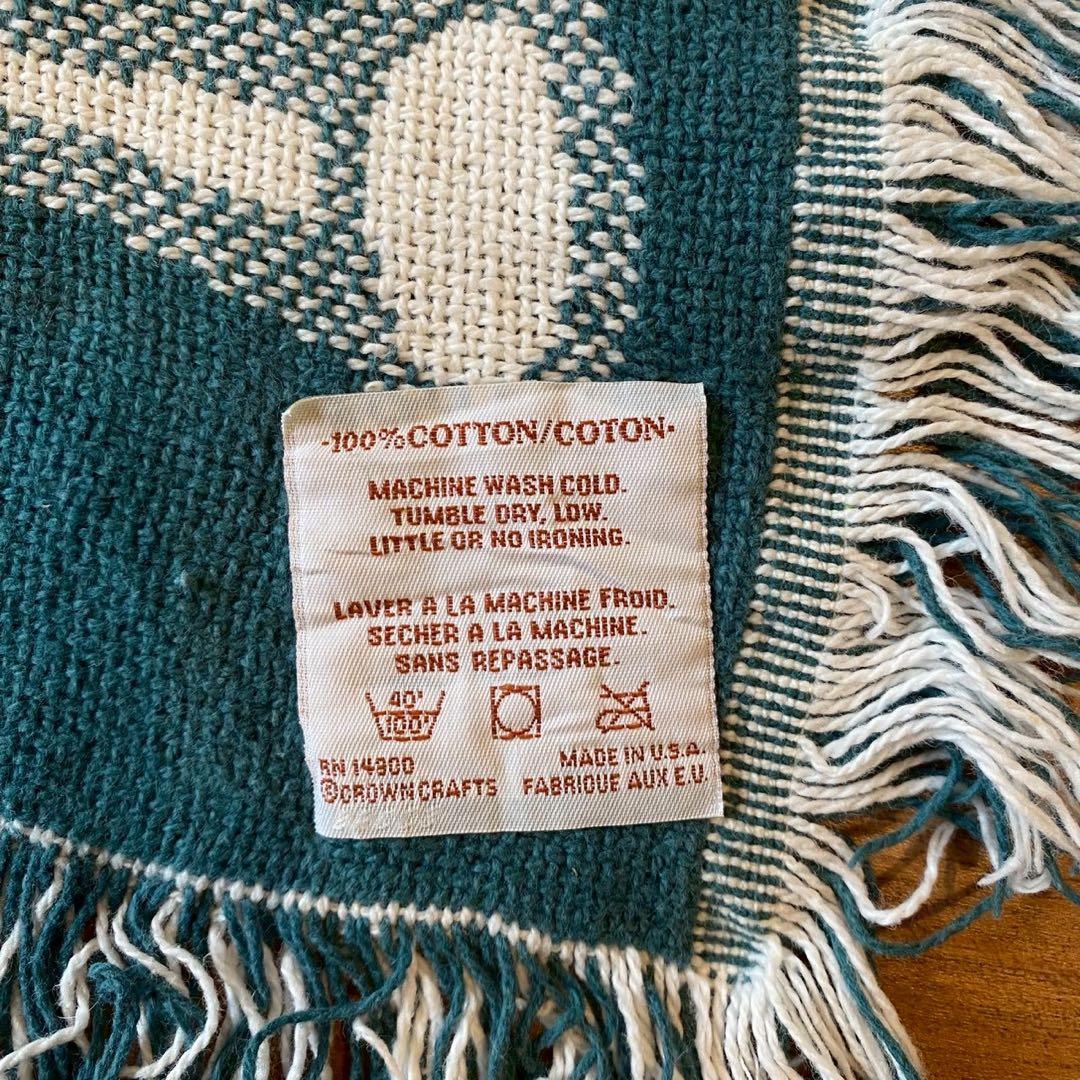 ·100% COTTON/COTON·
MACHINE WASH COLD.
TUMBLE DRY, LOW.
LITTLE OR NO IRONING.
LAVER A LA MACHINE FROID.
SECHER A LA MACHINE.
SANS REPASSAGE.
40°
100°
RN 14900 MADE IN U.S.A.
©CROWN CRAFTS FABRIQUE AUX E.U.